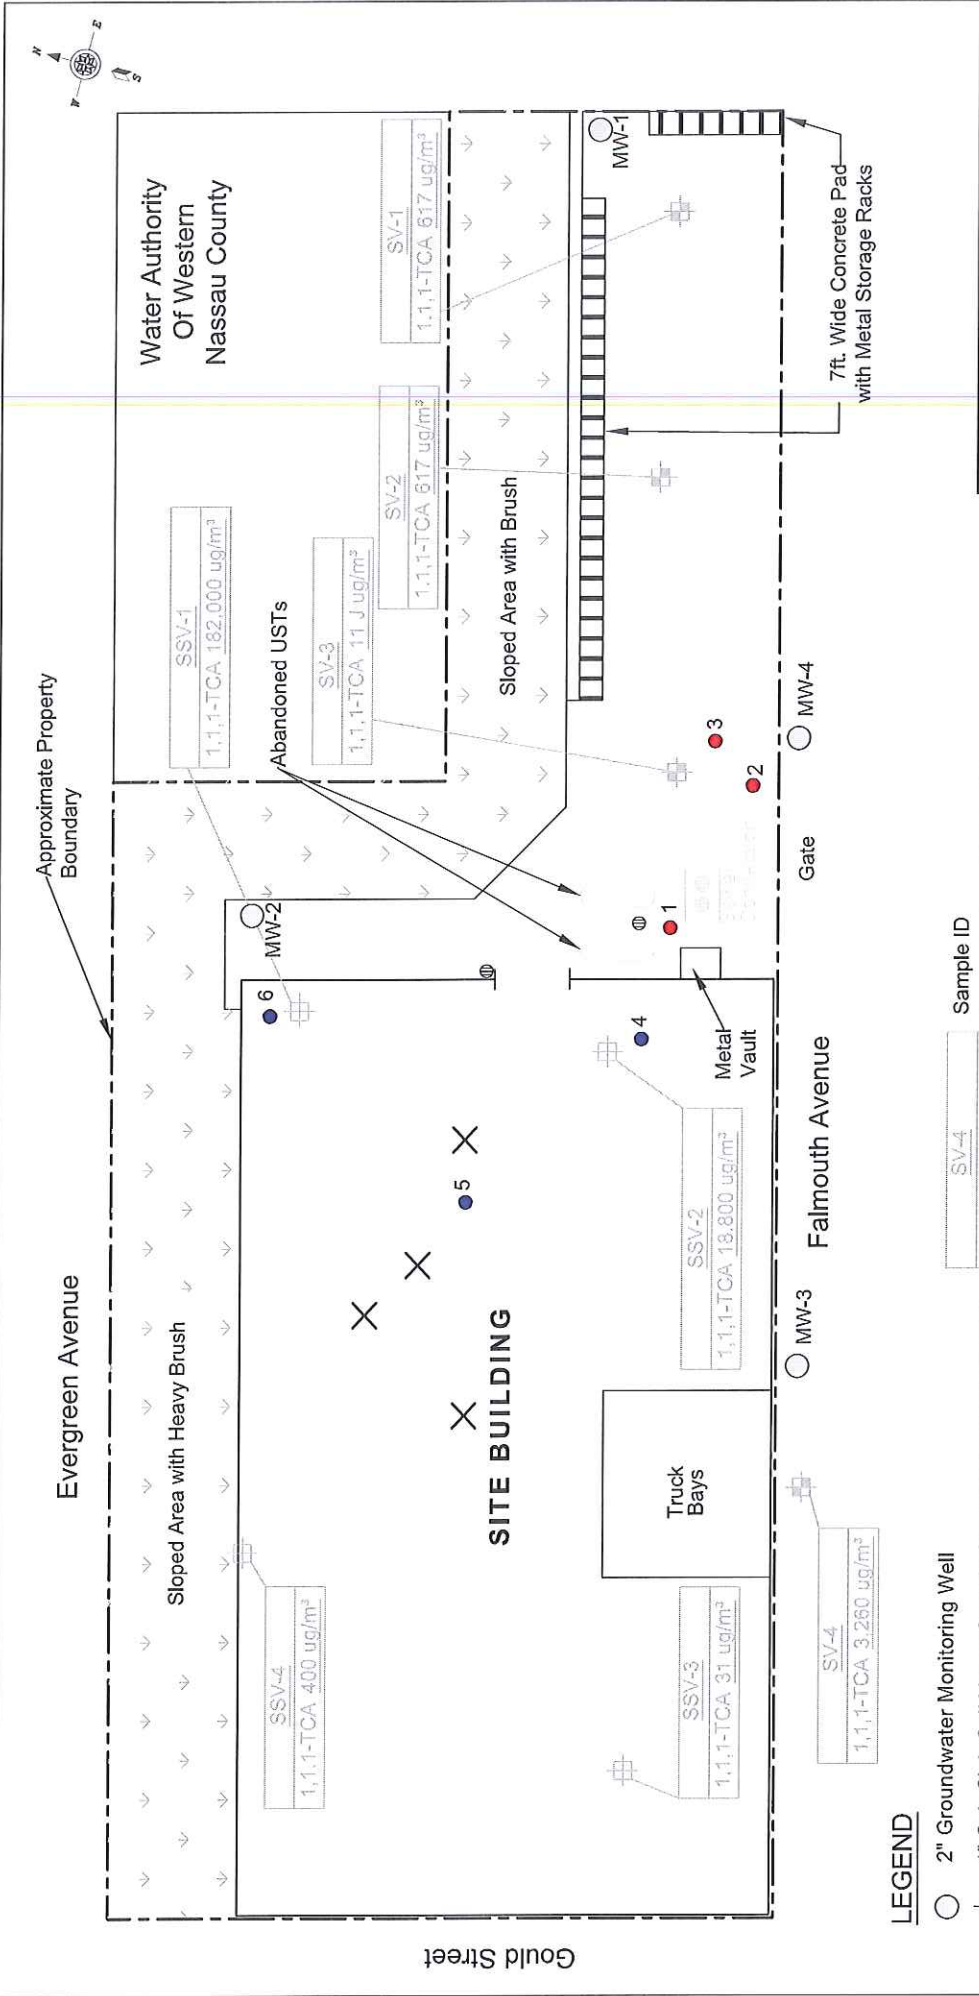 N
E
W
S
Approximate Property
Boundary
Evergreen Avenue
Sloped Area with Heavy Brush
Water Authority
Of Western
Nassau County
SSV-1
1,1,1-TCA 182,000 ug/m³
SV-1
1,1,1-TCA 617 ug/m³
SV-2
1,1,1-TCA 617 ug/m³
SV-3
1,1,1-TCA 11 J ug/m³
Abandoned USTs
Sloped Area with Brush
MW-1
MW-2
6
SSV-4
1,1,1-TCA 400 ug/m³
5
SITE BUILDING
4
1
3
2
MW-4
Metal
Vault
7ft. Wide Concrete Pad
with Metal Storage Racks
SSV-2
1,1,1-TCA 18,800 ug/m³
Truck
Bays
SSV-3
1,1,1-TCA 31 ug/m³
Gate
Falmouth Avenue
MW-3
SV-4
1,1,1-TCA 3,260 ug/m³
Gould Street
LEGEND
2" Groundwater Monitoring Well
SV-4
Sample ID